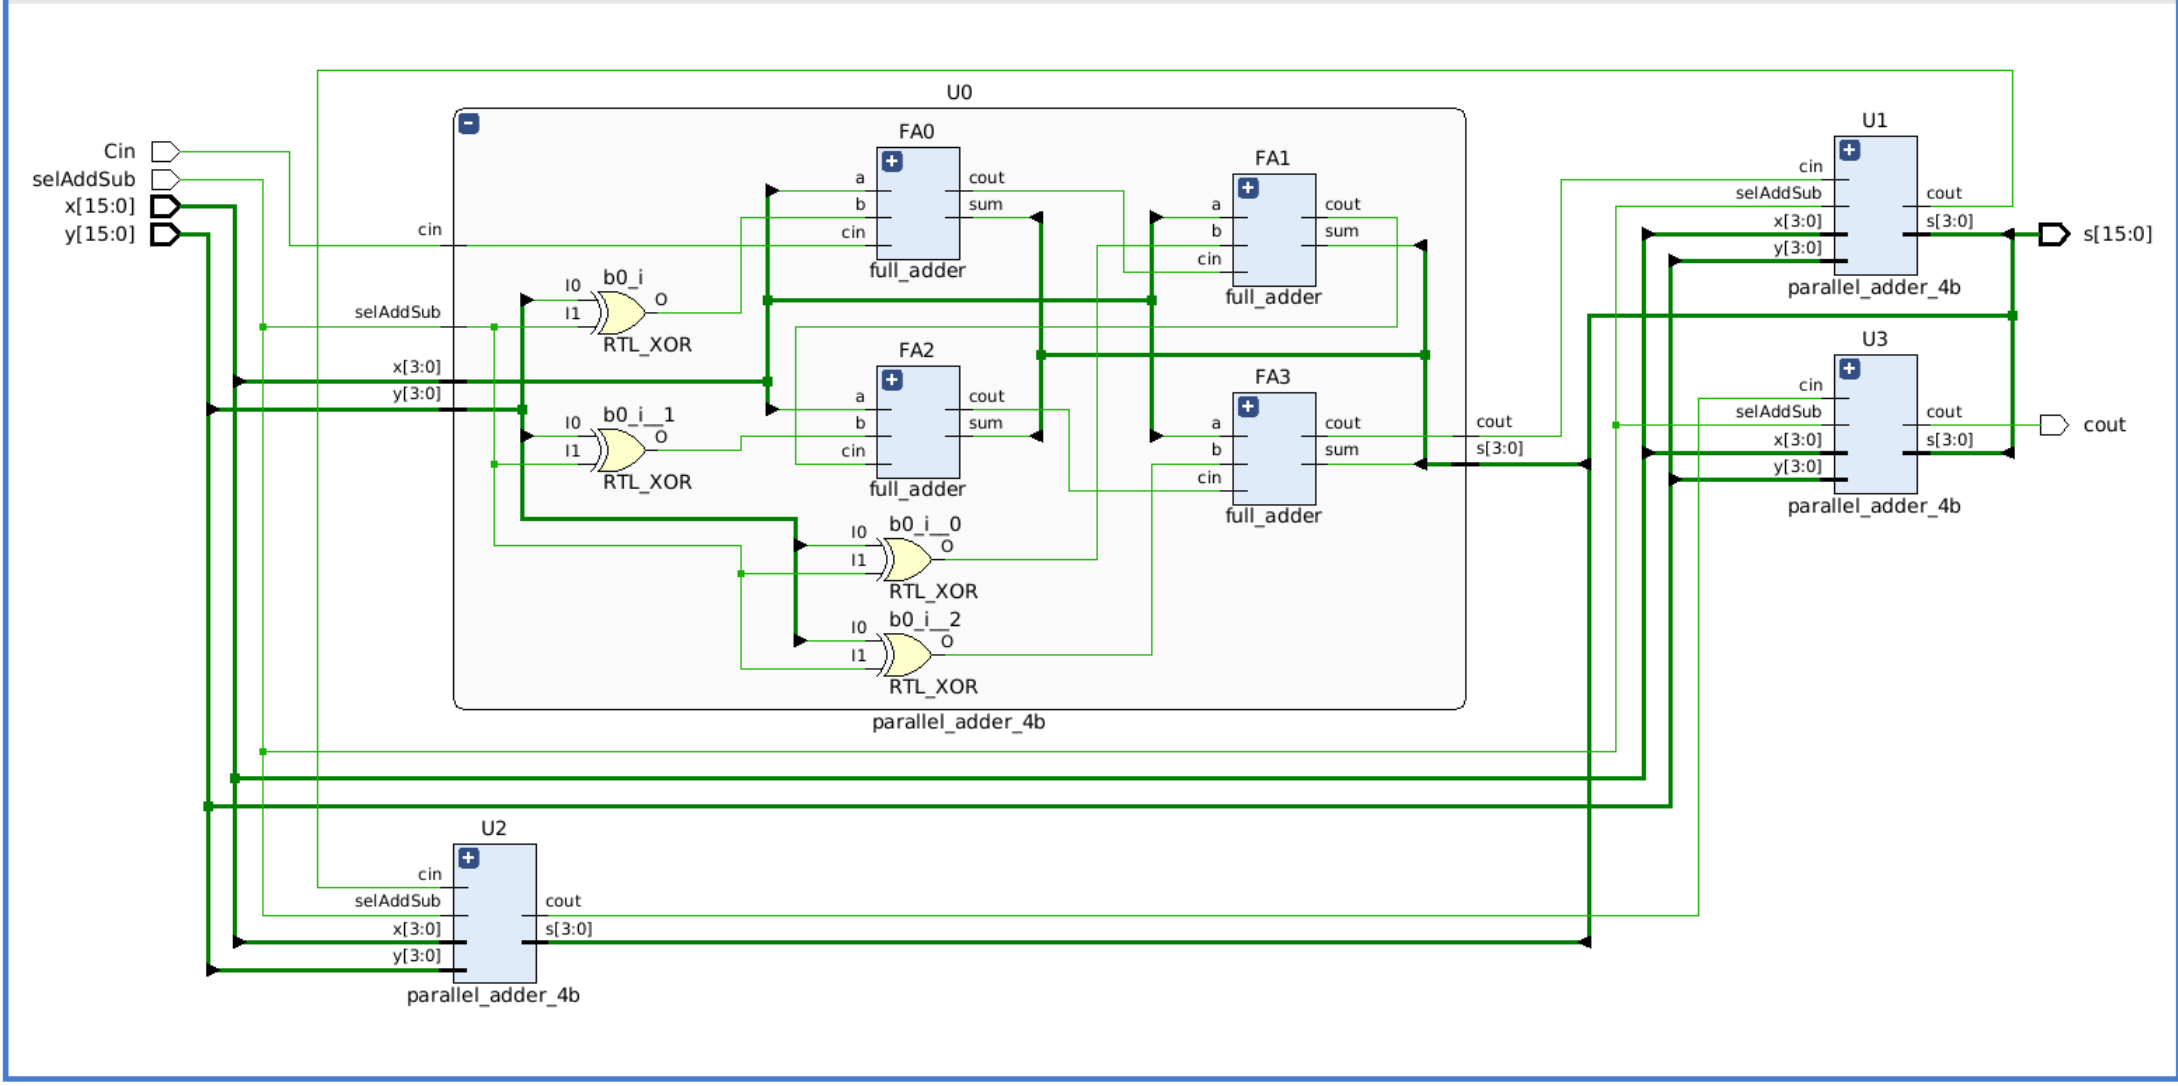 U0
Cin
selAddSub
x[15:0]
y[15:0]
cin
selAddSub
x[3:0]
y[3:0]
FA0
a
b
cin
cout
sum
full_adder
b0_i
I0
I1
O
RTL_XOR
b0_i__1
I0
I1
O
RTL_XOR
FA2
a
b
cin
cout
sum
full_adder
b0_i__0
I0
I1
O
RTL_XOR
b0_i__2
I0
I1
O
RTL_XOR
FA1
a
b
cin
cout
sum
full_adder
FA3
a
b
cin
cout
sum
full_adder
cout
s[3:0]
parallel_adder_4b
U1
cin
selAddSub
x[3:0]
y[3:0]
cout
s[3:0]
parallel_adder_4b
U3
cin
selAddSub
x[3:0]
y[3:0]
cout
s[3:0]
parallel_adder_4b
s[15:0]
cout
U2
cin
selAddSub
x[3:0]
y[3:0]
cout
s[3:0]
parallel_adder_4b